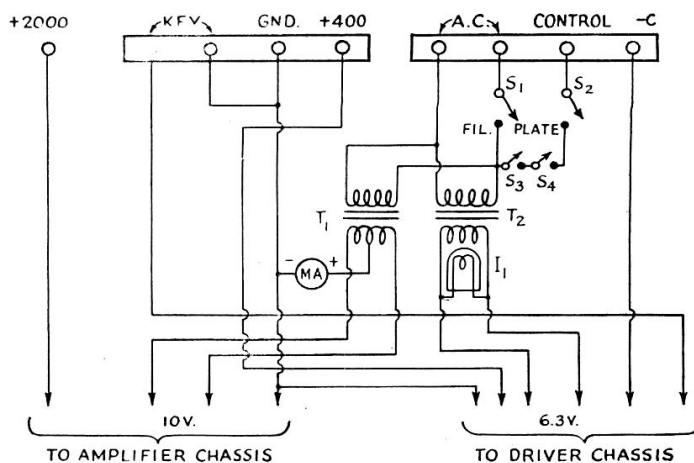 +2000 KEY GND. +400 A.C. CONTROL -C
S1 S2
FIL. PLATE
S3 S4
T1 T2
- MA + I1
10V. 6.3V.
TO AMPLIFIER CHASSIS TO DRIVER CHASSIS